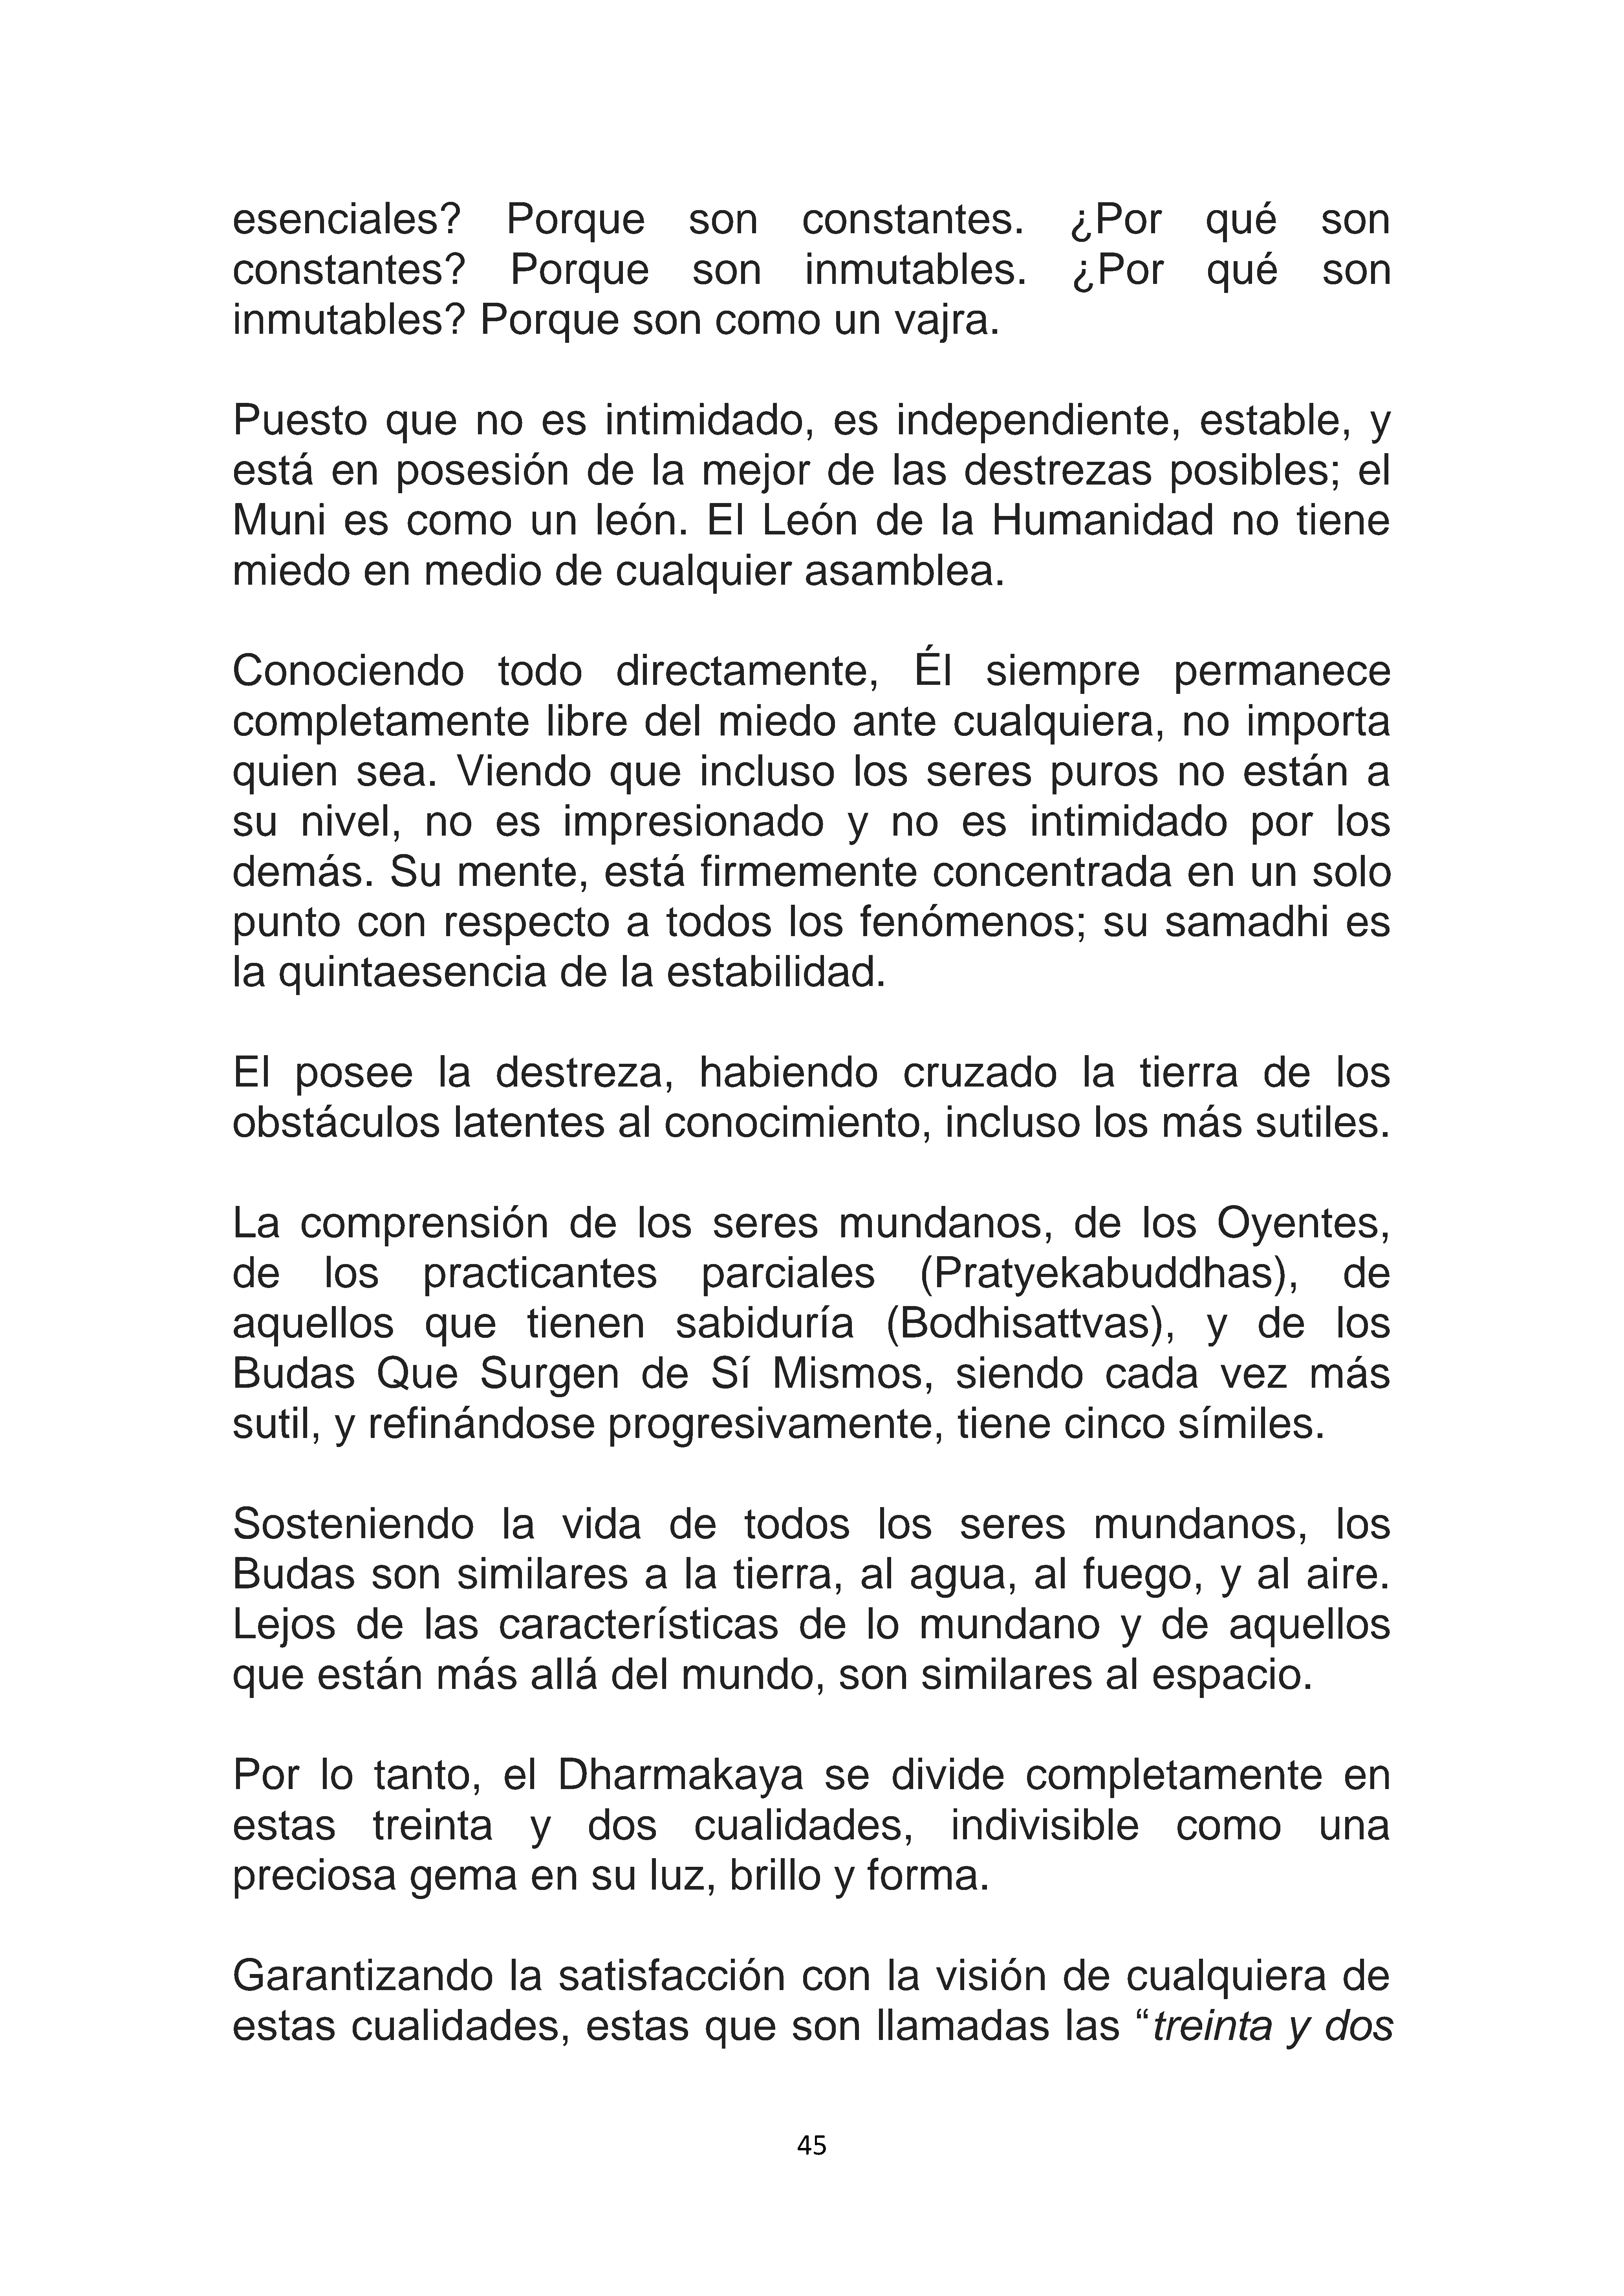 esenciales? Porque son constantes. ¿Por qué son
constantes? Porque son inmutables. ¿Por qué son
inmutables? Porque son como un vajra.
Puesto que no es intimidado, es independiente, estable, y
está en posesión de la mejor de las destrezas posibles; el
Muni es como un león. El León de la Humanidad no tiene
miedo en medio de cualquier asamblea.
Conociendo todo directamente, Él siempre permanece
completamente libre del miedo ante cualquiera, no importa
quien sea. Viendo que incluso los seres puros no están a
su nivel, no es impresionado y no es intimidado por los
demás. Su mente, está firmemente concentrada en un solo
punto con respecto a todos los fenómenos; su samadhi es
la quintaesencia de la estabilidad.
El posee la destreza, habiendo cruzado la tierra de los
obstáculos latentes al conocimiento, incluso los más sutiles.
La comprensión de los seres mundanos, de los Oyentes,
de los practicantes parciales (Pratyekabuddhas), de
aquellos que tienen sabiduría (Bodhisattvas), y de los
Budas Que Surgen de Sí Mismos, siendo cada vez más
sutil, y refinándose progresivamente, tiene cinco símiles.
Sosteniendo la vida de todos los seres mundanos, los
Budas son similares a la tierra, al agua, al fuego, y al aire.
Lejos de las características de lo mundano y de aquellos
que están más allá del mundo, son similares al espacio.
Por lo tanto, el Dharmakaya se divide completamente en
estas treinta y dos cualidades, indivisible como una
preciosa gema en su luz, brillo y forma.
Garantizando la satisfacción con la visión de cualquiera de
estas cualidades, estas que son llamadas las “treinta y dos
45